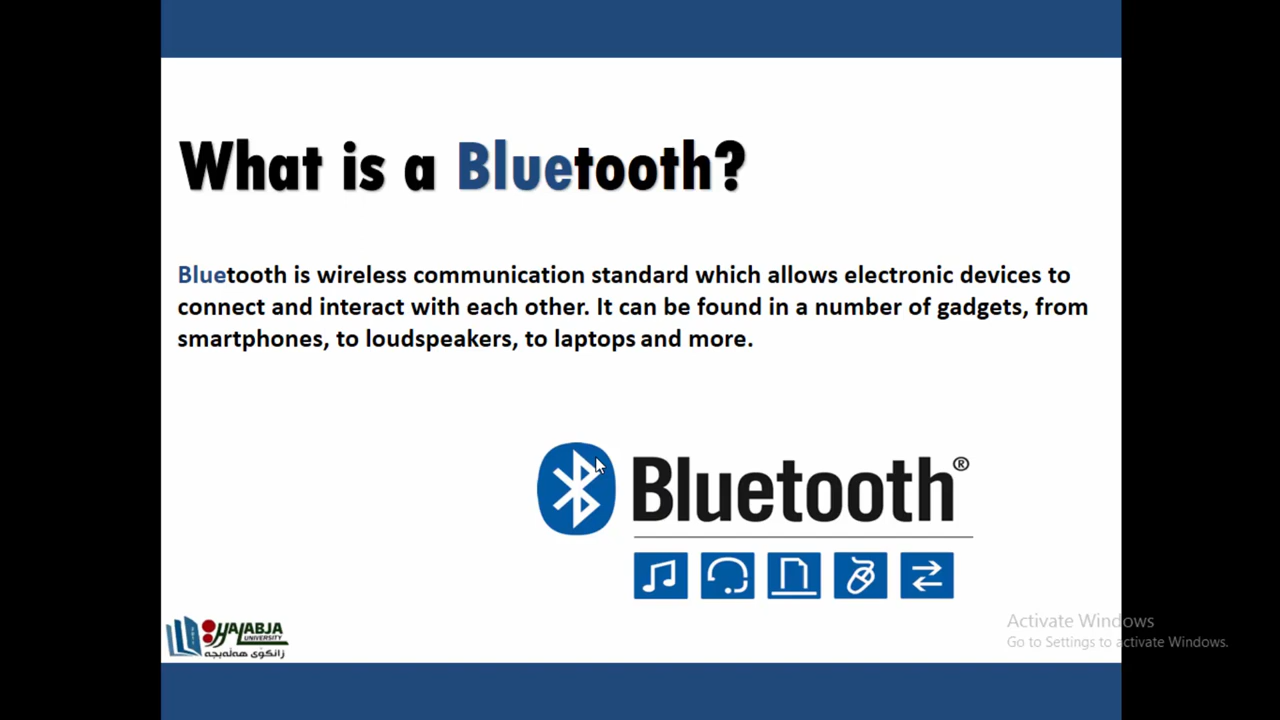 What is a Bluetooth?
Bluetooth is wireless communication standard which allows electronic devices to
connect and interact with each other. It can be found in a number of gadgets, from
smartphones, to loudspeakers, to laptops and more.
Bluetooth®
HALABJA
UNIVERSITY
زانكۆی هەڵەبجە
Activate Windows
Go to Settings to activate Windows.